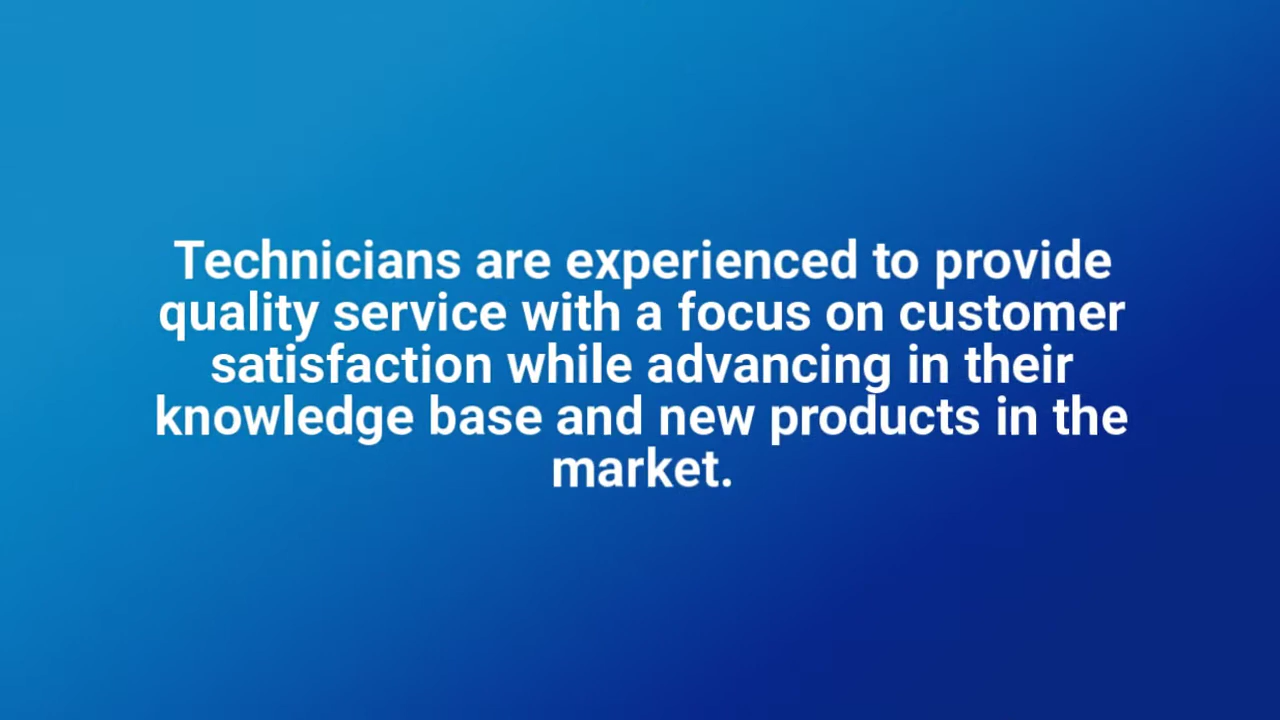 Technicians are experienced to provide
quality service with a focus on customer
satisfaction while advancing in their
knowledge base and new products in the
market.